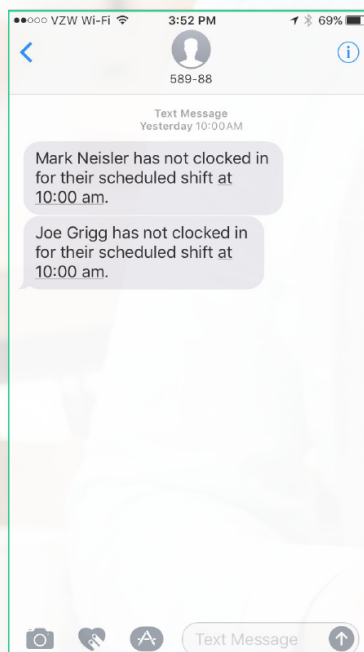 VZW Wi-Fi 3:52 PM 69%
589-88
Text Message
Yesterday 10:00AM
Mark Neisler has not clocked in
for their scheduled shift at
10:00 am.
Joe Grigg has not clocked in
for their scheduled shift at
10:00 am.
Text Message